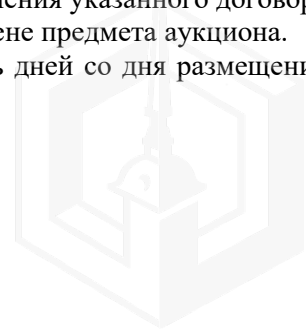 ения указанного договор
ене предмета аукциона.
ь дней со дня размещени